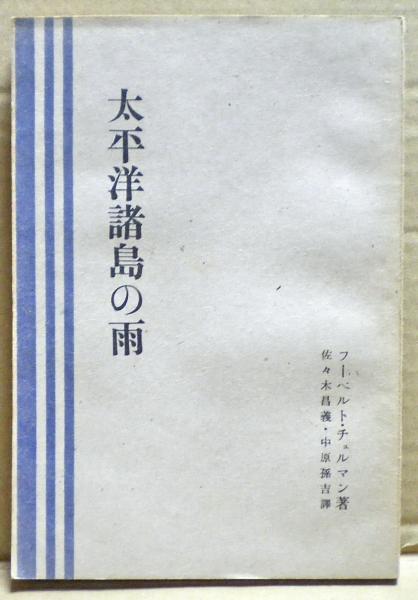 太平洋諸島の雨
フーベルト・チュルマン著
佐々木昌義・中原孫吉譯